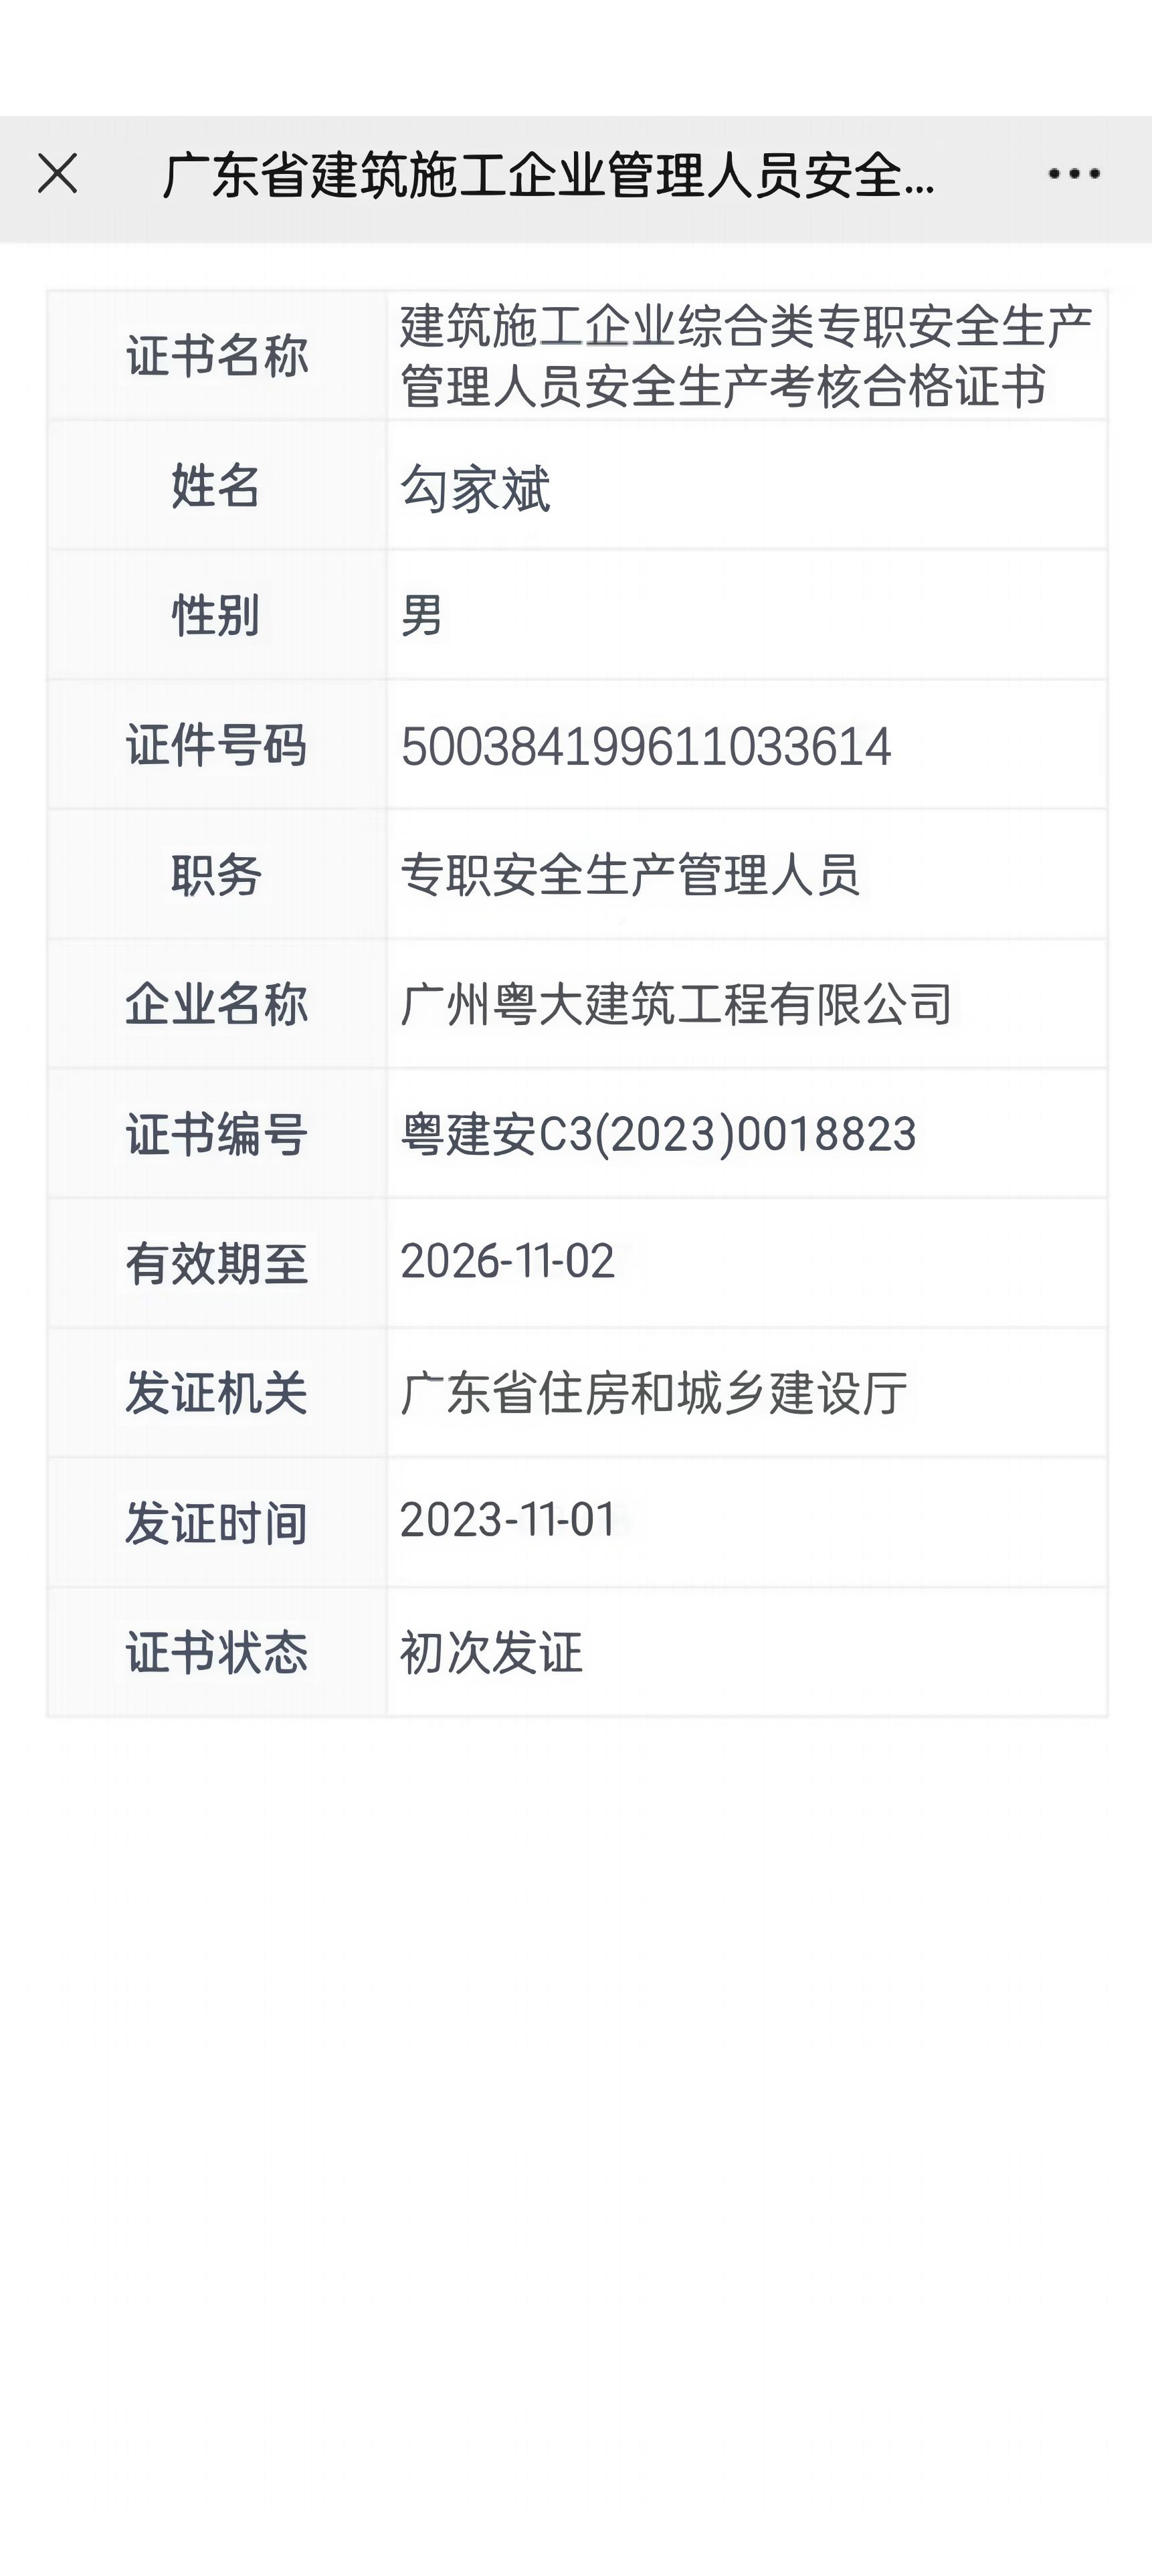 广东省建筑施工企业管理人员安全...
证书名称
建筑施工企业综合类专职安全生产
管理人员安全生产考核合格证书
姓名 勾家斌
性别 男
证件号码 500384199611033614
职务 专职安全生产管理人员
企业名称 广州粤大建筑工程有限公司
证书编号 粤建安C3(2023)0018823
有效期至 2026-11-02
发证机关 广东省住房和城乡建设厅
发证时间 2023-11-01
证书状态 初次发证